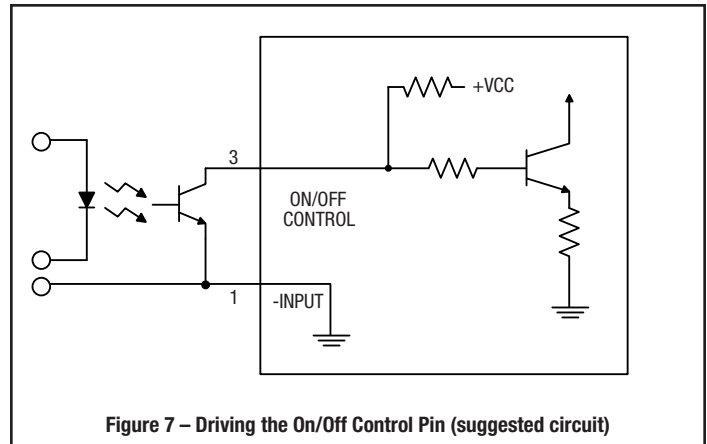 +VCC
3
ON/OFF
CONTROL
1
-INPUT
Figure 7 – Driving the On/Off Control Pin (suggested circuit)